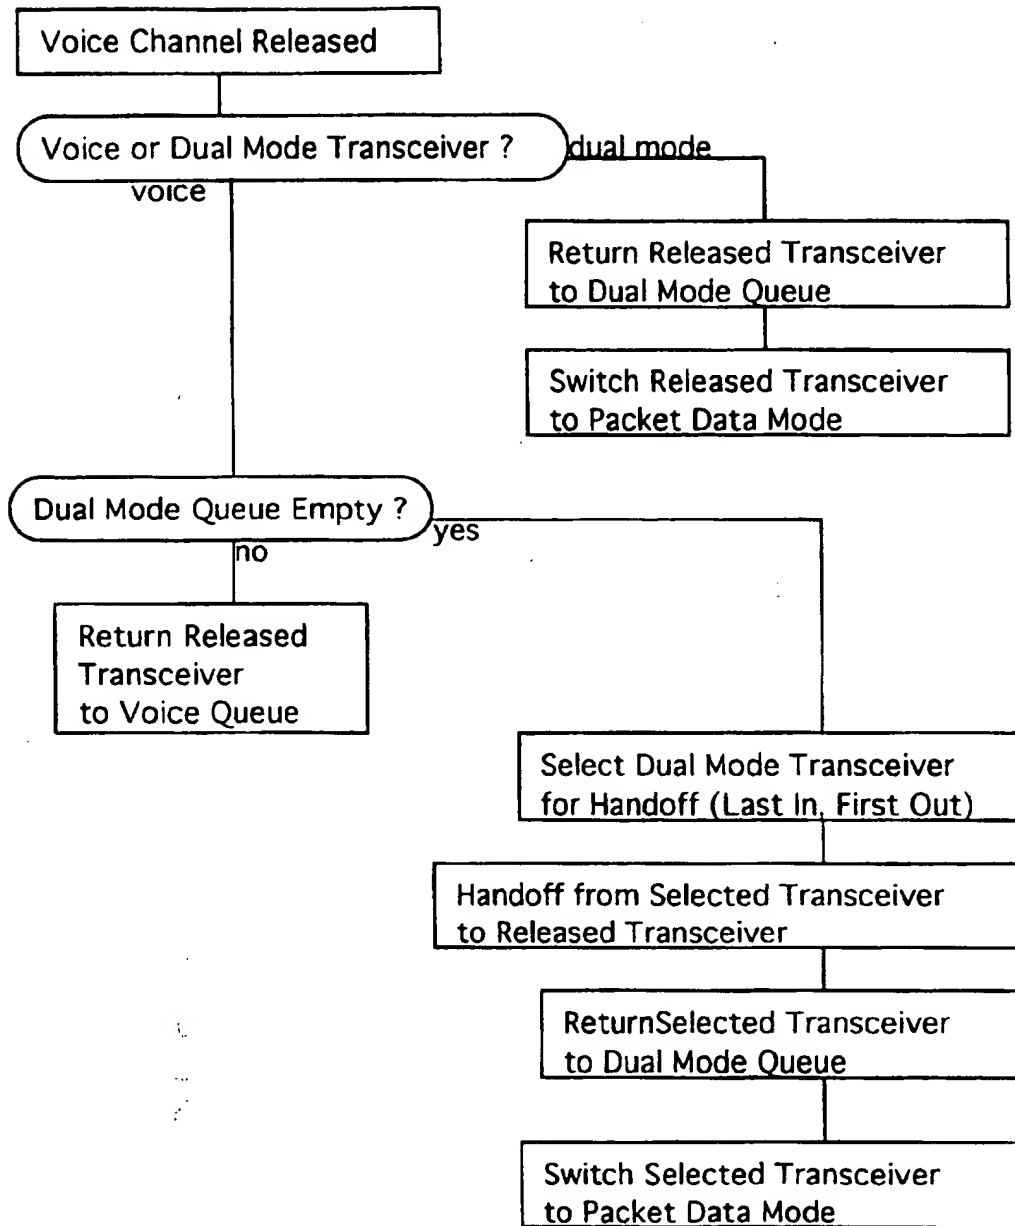 Voice Channel Released
Voice or Dual Mode Transceiver ?
dual mode
voice
Return Released Transceiver
to Dual Mode Queue
Switch Released Transceiver
to Packet Data Mode
Dual Mode Queue Empty ?
yes
no
Return Released
Transceiver
to Voice Queue
Select Dual Mode Transceiver
for Handoff (Last In, First Out)
Handoff from Selected Transceiver
to Released Transceiver
ReturnSelected Transceiver
to Dual Mode Queue
Switch Selected Transceiver
to Packet Data Mode